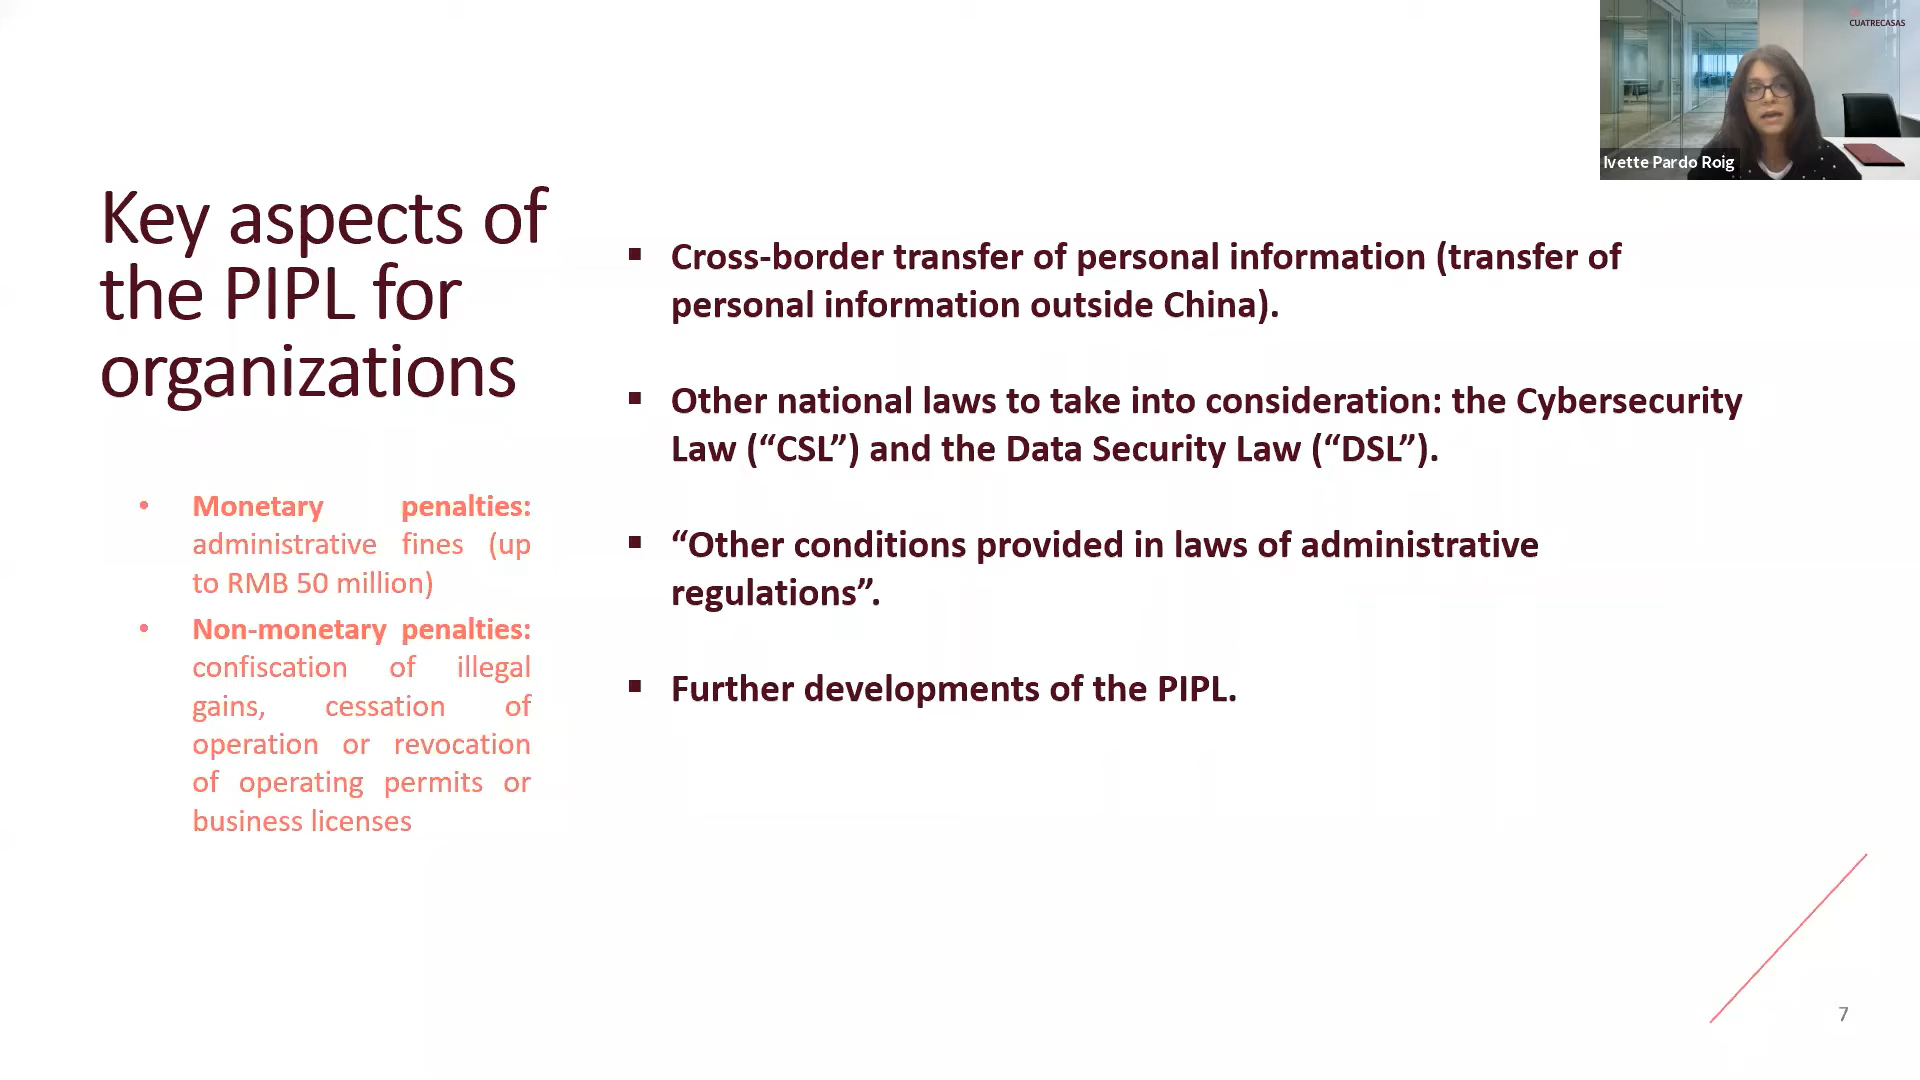 CUATRECASAS
Ivette Pardo Roig
Key aspects of
the PIPL for
organizations
• Monetary penalties:
administrative fines (up
to RMB 50 million)
• Non-monetary penalties:
confiscation of illegal
gains, cessation of
operation or revocation
of operating permits or
business licenses
▪ Cross-border transfer of personal information (transfer of
personal information outside China).
▪ Other national laws to take into consideration: the Cybersecurity
Law (“CSL”) and the Data Security Law (“DSL”).
▪ “Other conditions provided in laws of administrative
regulations”.
▪ Further developments of the PIPL.
7